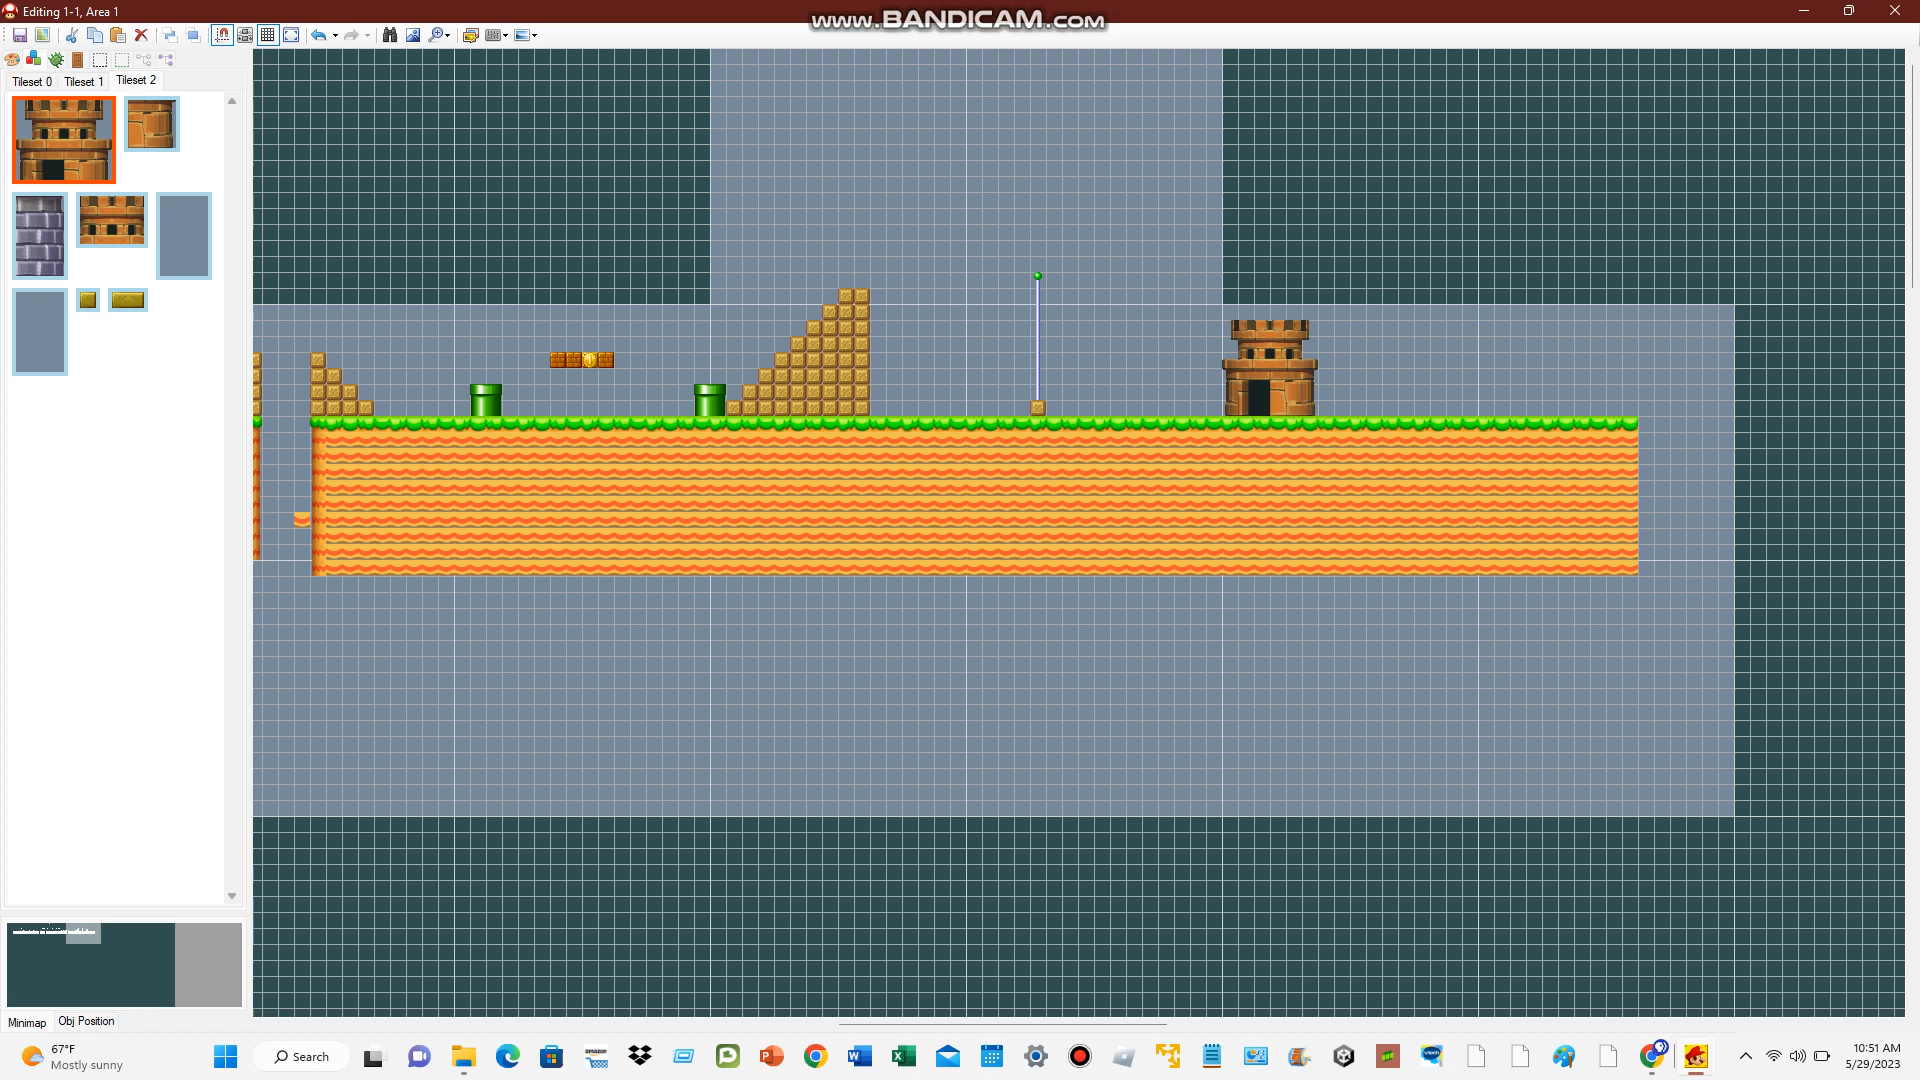 Editing 1-1, Area 1
www.BANDICAM.com
Tileset 0
Tileset 1
Tileset 2
Minimap
Obj Position
67°F
Mostly sunny
Search
amazon
10:51 AM
5/29/2023